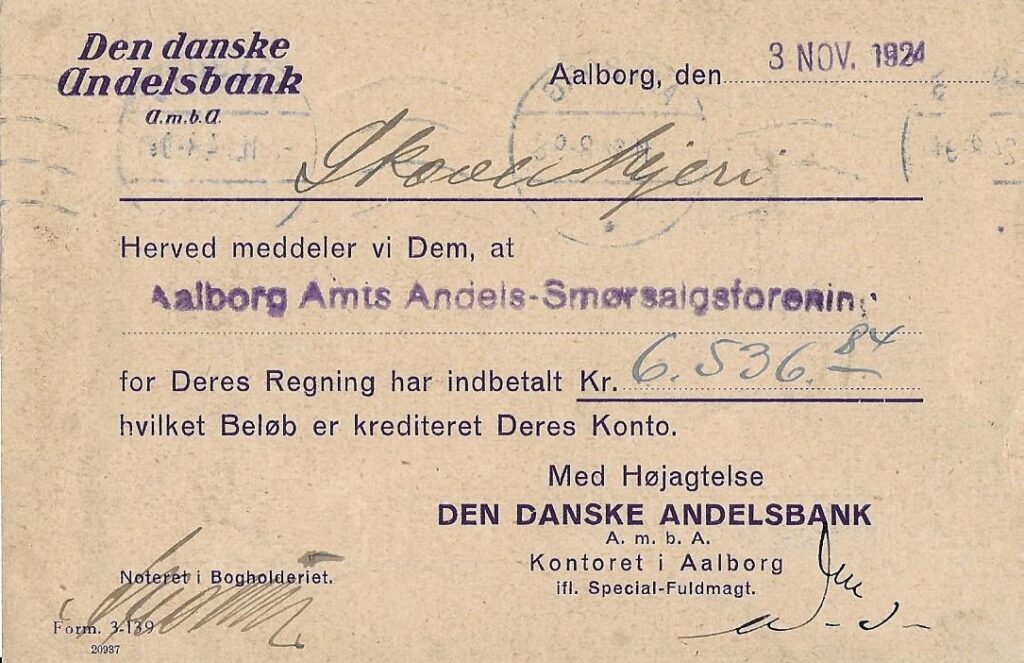 Den danske
Andelsbank
A.m.b.A.
Aalborg, den 3 NOV. 1924
Herved meddeler vi Dem, at
Aalborg Amts Andels-Smørsalgsforening
for Deres Regning har indbetalt Kr. 6.536.84
hvilket Beløb er krediteret Deres Konto.
Med Højagtelse
DEN DANSKE ANDELSBANK
A. m. b. A.
Kontoret i Aalborg
ifl. Special-Fuldmagt.
Noteret i Bogholderiet.
Form. 3-139
20937